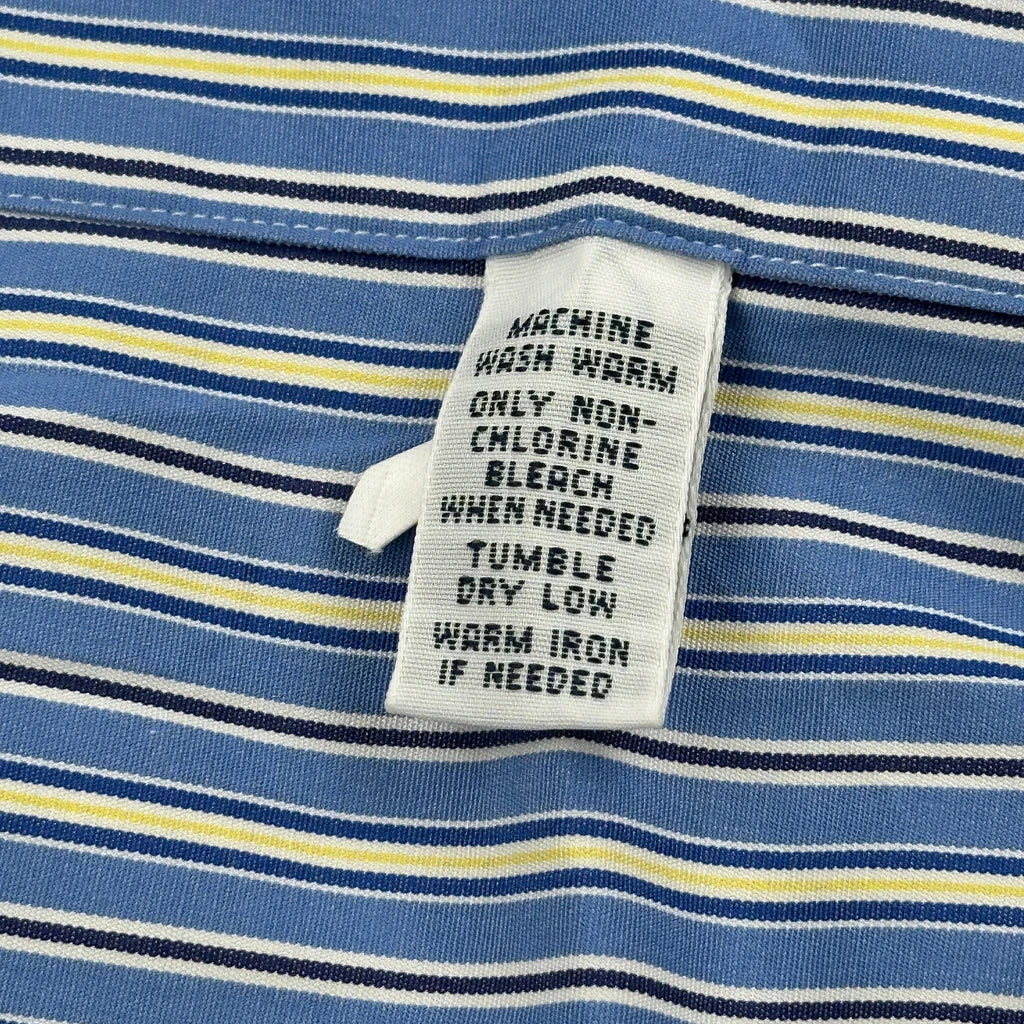 MACHINE
WASH WARM
ONLY NON-
CHLORINE
BLEACH
WHEN NEEDED
TUMBLE
DRY LOW
WARM IRON
IF NEEDED